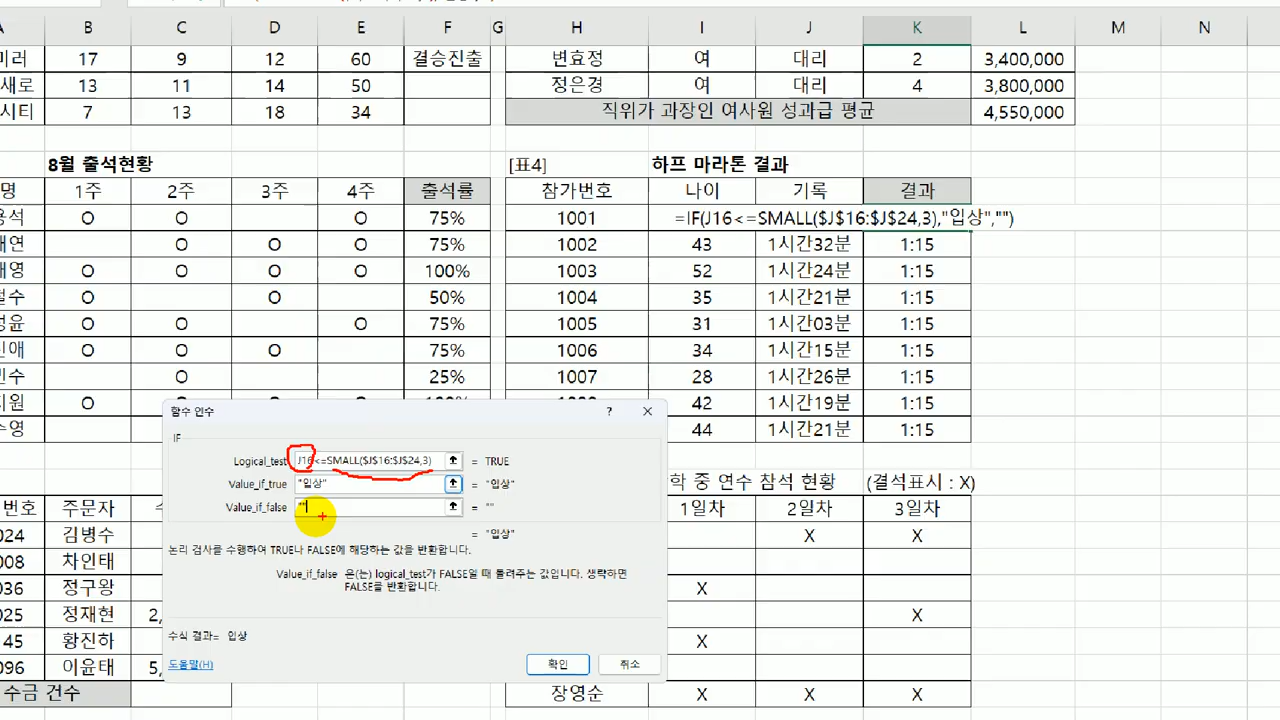 A B C D E F G H I J K L M N
미러 17 9 12 60 결승진출 변효정 여 대리 2 3,400,000
새로 13 11 14 50 정은경 여 대리 4 3,800,000
시티 7 13 18 34 직위가 과장인 여사원 성과급 평균 4,550,000
8월 출석현황 [표4] 하프 마라톤 결과
명 1주 2주 3주 4주 출석률 참가번호 나이 기록 결과
용석 O O O 75% 1001 =IF(J16<=SMALL($J$16:$J$24,3),"입상","")
O O O 75% 1002 43 1시간32분 1:15
O O O O 100% 1003 52 1시간24분 1:15
O O 50% 1004 35 1시간21분 1:15
O O O 75% 1005 31 1시간03분 1:15
O O O 75% 1006 34 1시간15분 1:15
민수 O 25% 1007 28 1시간26분 1:15
지원 O 42 1시간19분 1:15
수영 44 1시간21분 1:15
함수 인수 ? ×
IF
Logical_test J16<=SMALL($J$16:$J$24,3) = TRUE
Value_if_true "입상" = "입상"
Value_if_false "" = ""
= "입상"
논리 검사를 수행하여 TRUE나 FALSE에 해당하는 값을 반환합니다.
Value_if_false 은(는) logical_test가 FALSE일 때 돌려주는 값입니다. 생략하면
FALSE를 반환합니다.
수식 결과= 입상
도움말(H) 확인 취소
학 중 연수 참석 현황 (결석표시 : X)
번호 주문자 1일차 2일차 3일차
024 김병수 X X
008 차인태
036 정구왕 X
025 정재현 2, X
45 황진하 X
096 이윤태 5,
수금 건수 장영순 X X X